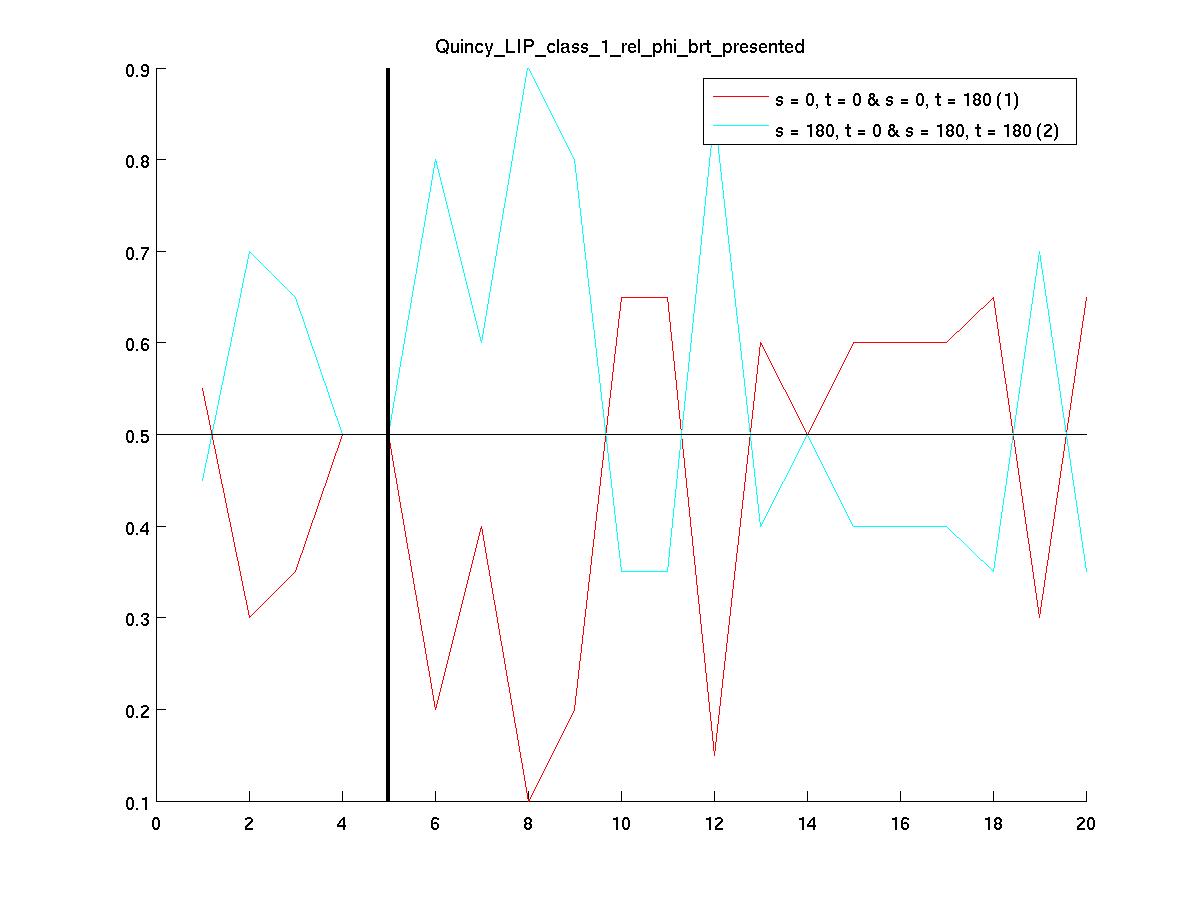 Quincy_LIP_class_1_rel_phi_brt_presented
s = 0, t = 0 & s = 0, t = 180 (1)
s = 180, t = 0 & s = 180, t = 180 (2)
0.9
0.8
0.7
0.6
0.5
0.4
0.3
0.2
0.1
0 2 4 6 8 10 12 14 16 18 20